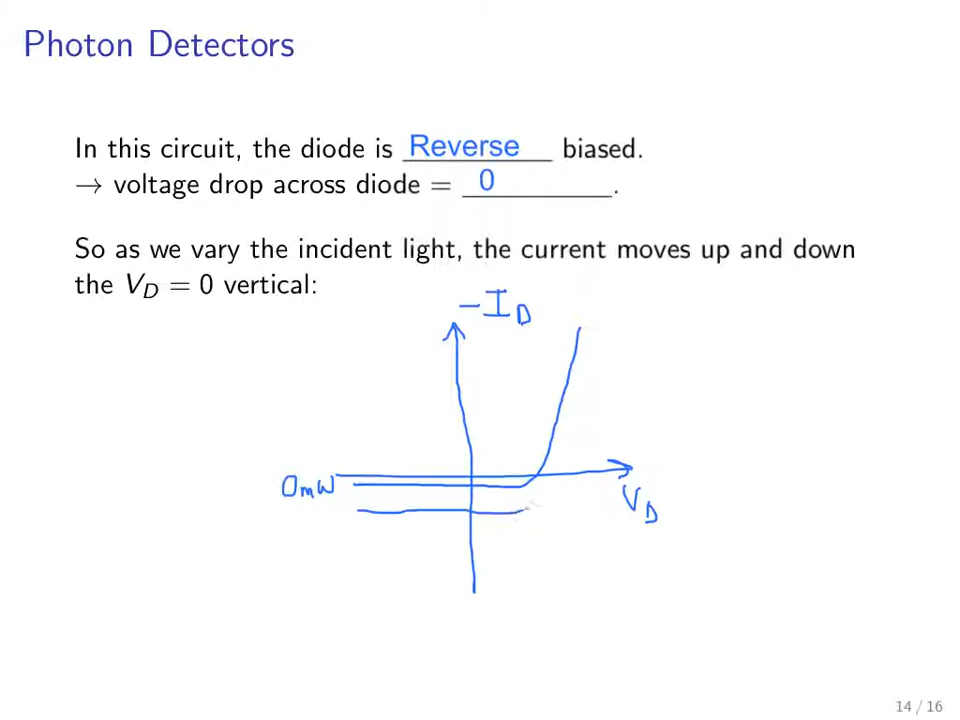 Photon Detectors
In this circuit, the diode is Reverse biased.
→ voltage drop across diode = 0.
So as we vary the incident light, the current moves up and down
the V_D = 0 vertical:
-I_D
0mW
V_D
14 / 16